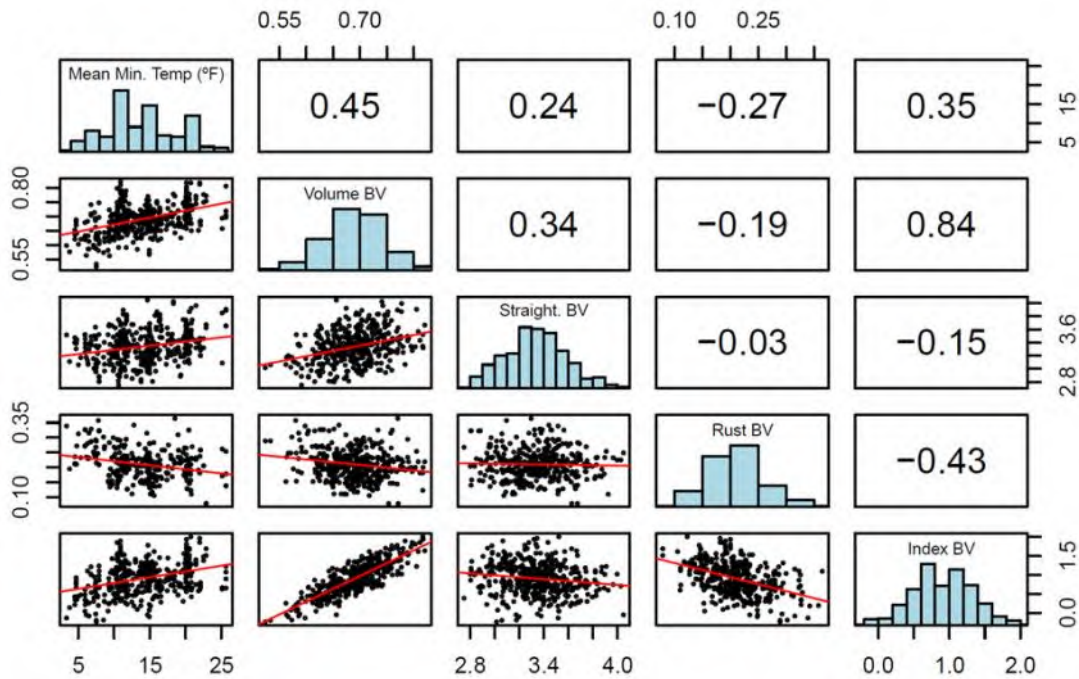 0.55 0.70 0.10 0.25
Mean Min. Temp (ºF)
0.45 0.24 −0.27 0.35
5 15
0.55 0.80
Volume BV
0.34 −0.19 0.84
Straight. BV
−0.03 −0.15
2.8 3.6
0.10 0.35
Rust BV
−0.43
Index BV
0.0 1.5
5 15 25 2.8 3.4 4.0 0.0 1.0 2.0